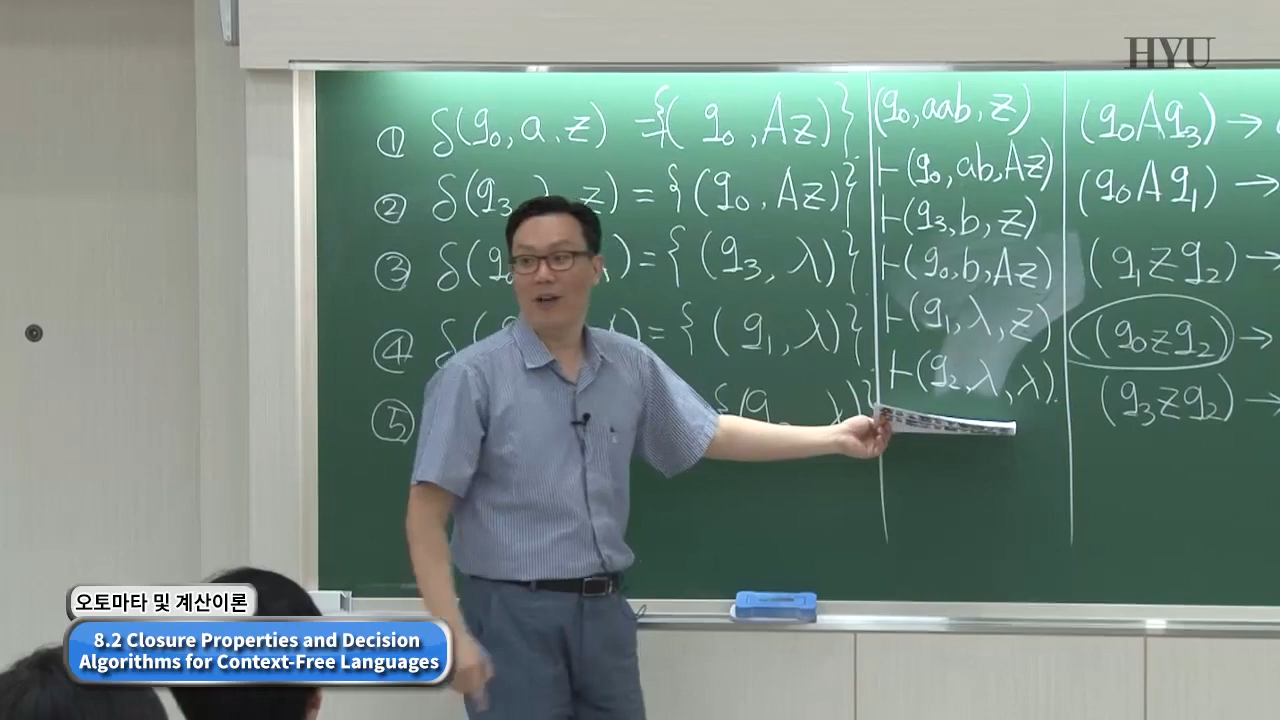 HYU
① δ(q₀, a, z) = {(q₀, Az)}
② δ(q₃, z) = {(q₀, Az)}
③ δ(q₀ λ) = {(q₃, λ)}
④ δ( λ) = {(q₁, λ)}
⑤ λ)}
(q₀, aab, z)
⊢(q₀, ab, Az)
⊢(q₃, b, z)
⊢(q₀, b, Az)
⊢(q₁, λ, z)
⊢(q₂, λ, λ).
(q₀Aq₃) →
(q₀Aq₁) →
(q₁zq₂) →
(q₀zq₂) →
(q₃zq₂) →
오토마타 및 계산이론
8.2 Closure Properties and Decision
Algorithms for Context-Free Languages